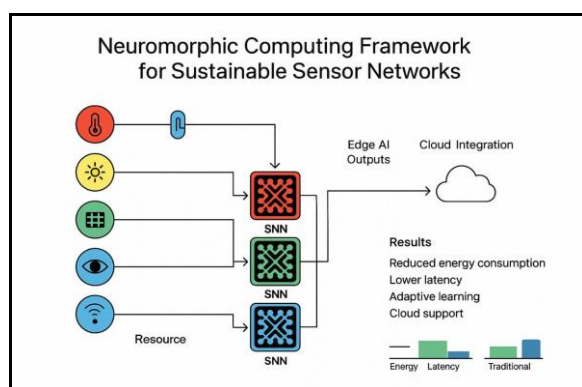 Neuromorphic Computing Framework
for Sustainable Sensor Networks
Edge AI
Outputs
Cloud Integration
SNN
SNN
SNN
Resource
Results
Reduced energy consumption
Lower latency
Adaptive learning
Cloud support
Energy Latency Traditional